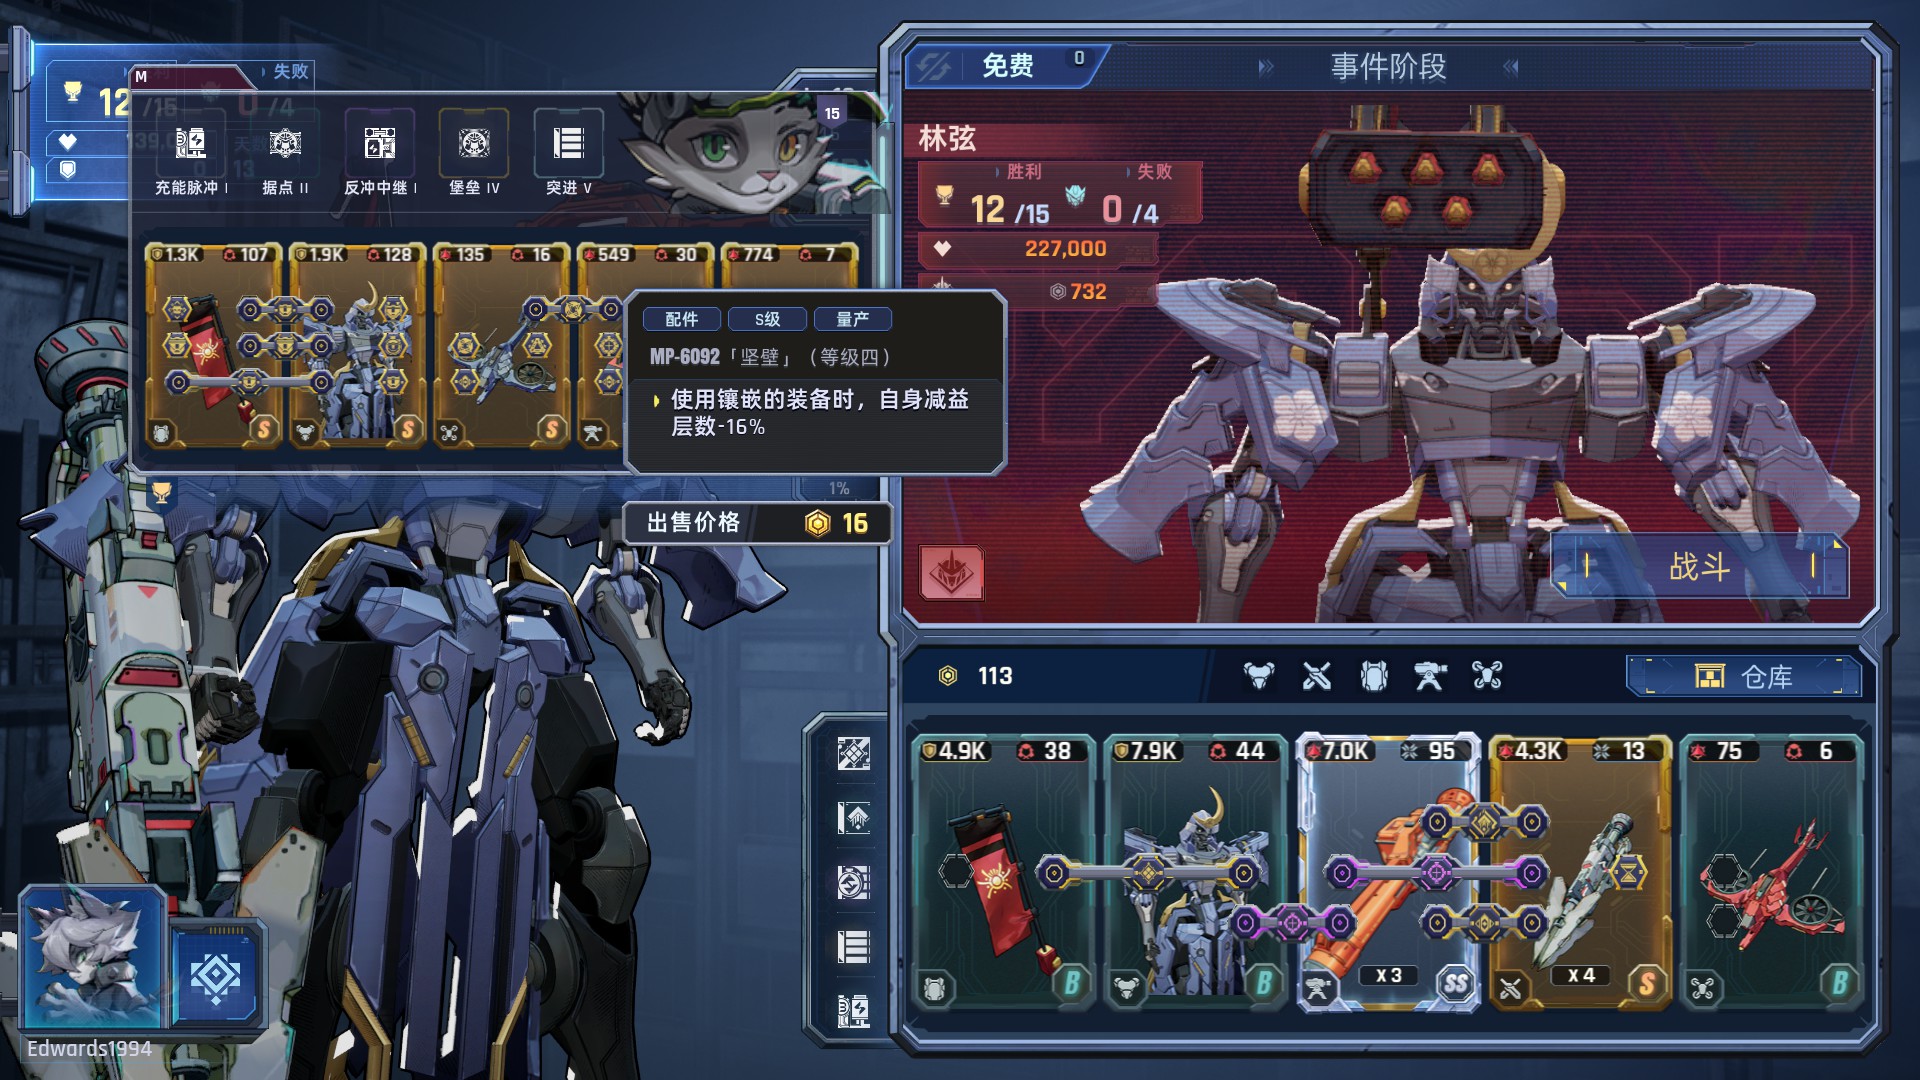 失败
M
12
/15
0
/4
13
15
充能脉冲 I
据点 II
反冲中继 I
堡垒 IV
突进 V
1.3K
107
1.9K
128
135
16
549
30
774
7
S
S
S
配件
S级
量产
MP-6092「坚壁」（等级四）
使用镶嵌的装备时，自身减益
层数-16%
1%
出售价格
16
免费
0
事件阶段
林弦
胜利
失败
12 /15
0 /4
227,000
732
战斗
113
仓库
4.9K
38
7.9K
44
7.0K
95
4.3K
13
75
6
B
B
x 3
SS
x 4
S
B
Edwards1994